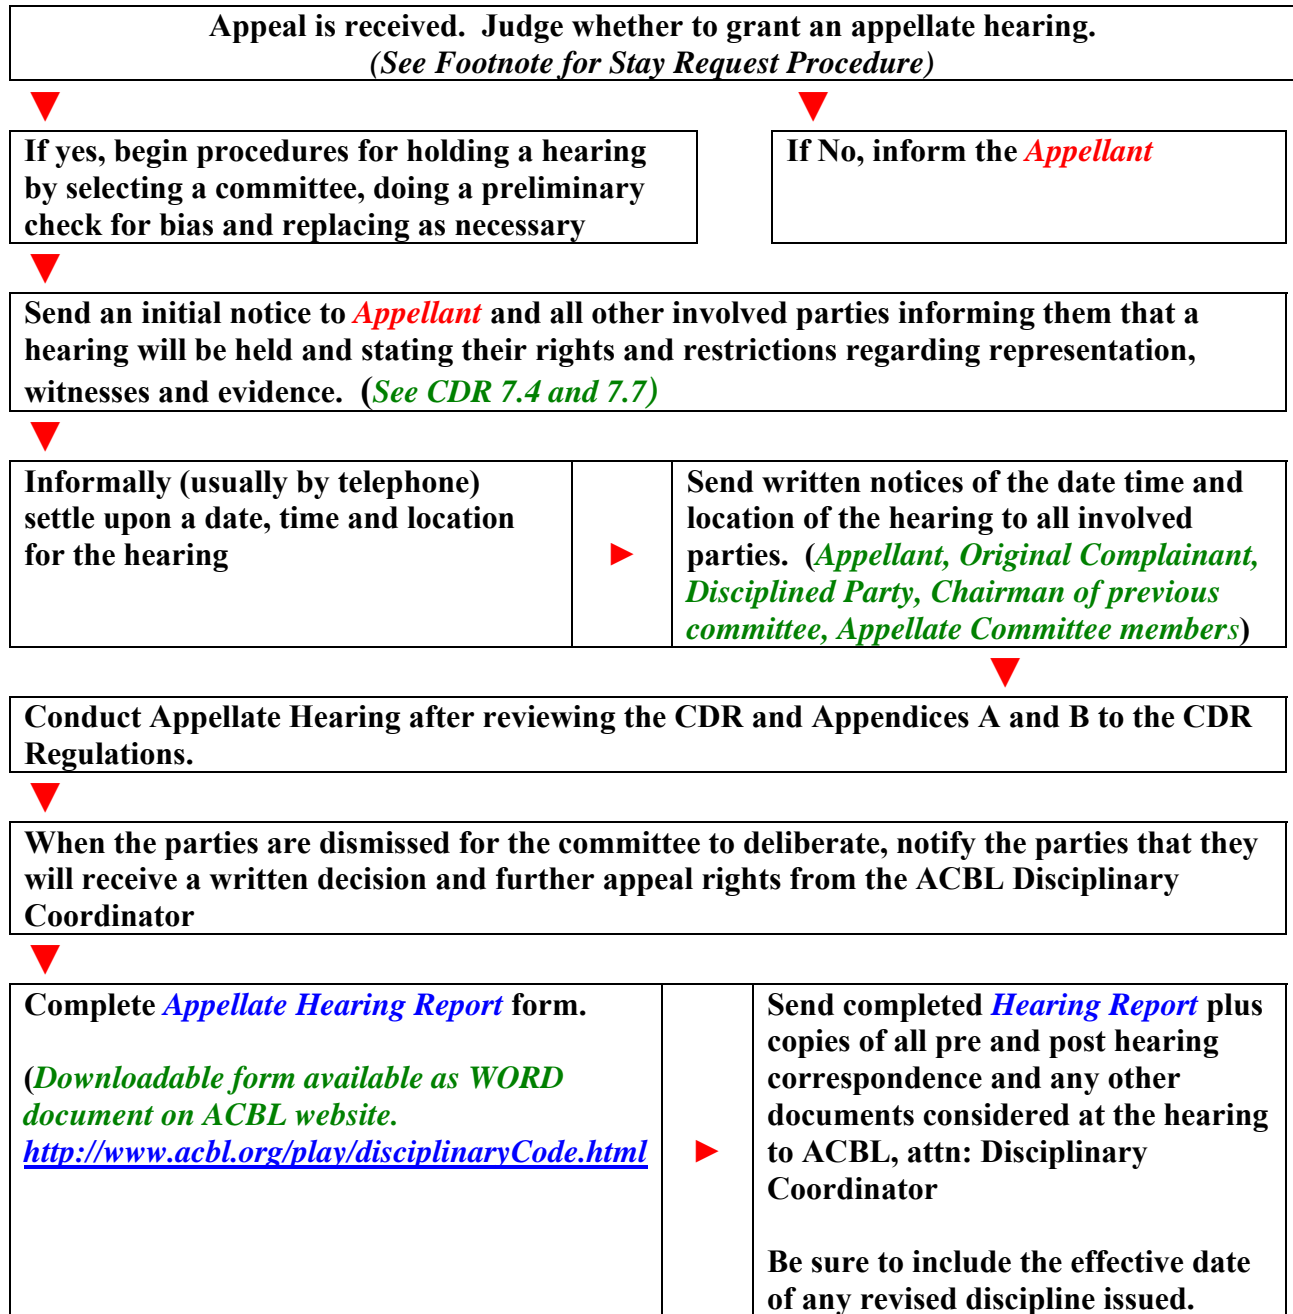 Appeal is received.  Judge whether to grant an appellate hearing.
(See Footnote for Stay Request Procedure)
If yes, begin procedures for holding a hearing
by selecting a committee, doing a preliminary
check for bias and replacing as necessary
If No, inform the Appellant
Send an initial notice to Appellant and all other involved parties informing them that a
hearing will be held and stating their rights and restrictions regarding representation,
witnesses and evidence.  (See CDR 7.4 and 7.7)
Informally (usually by telephone)
settle upon a date, time and location
for the hearing
Send written notices of the date time and
location of the hearing to all involved
parties.  (Appellant, Original Complainant,
Disciplined Party, Chairman of previous
committee, Appellate Committee members)
Conduct Appellate Hearing after reviewing the CDR and Appendices A and B to the CDR
Regulations.
When the parties are dismissed for the committee to deliberate, notify the parties that they
will receive a written decision and further appeal rights from the ACBL Disciplinary
Coordinator
Complete Appellate Hearing Report form.
(Downloadable form available as WORD
document on ACBL website.
http://www.acbl.org/play/disciplinaryCode.html
Send completed Hearing Report plus
copies of all pre and post hearing
correspondence and any other
documents considered at the hearing
to ACBL, attn: Disciplinary
Coordinator
Be sure to include the effective date
of any revised discipline issued.